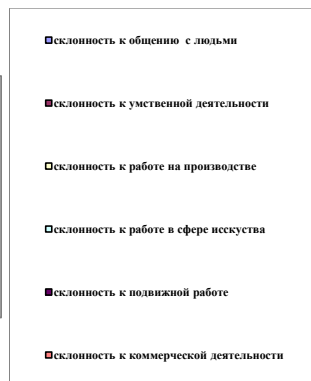 склонность к общению с людьми
склонность к умственной деятельности
склонность к работе на производстве
склонность к работе в сфере исскуства
склонность к подвижной работе
склонность к коммерческой деятельности